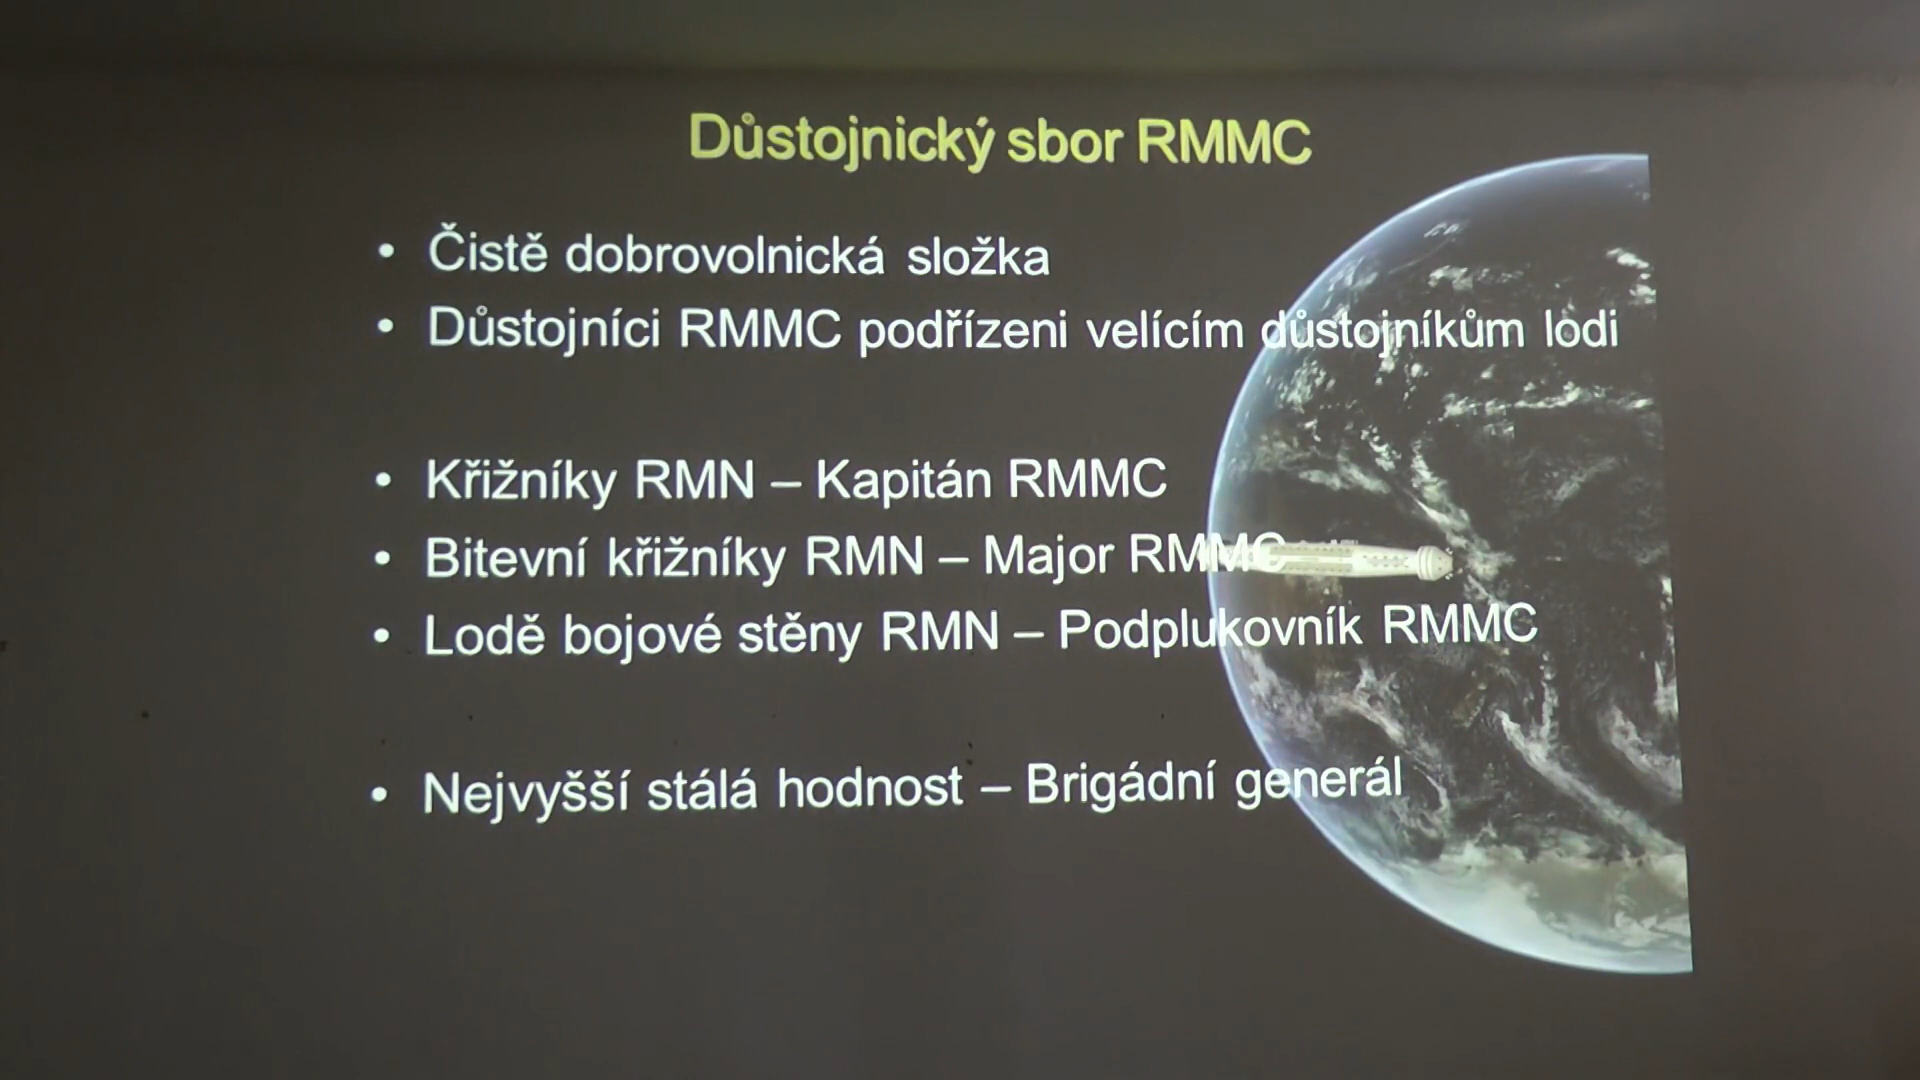 Důstojnický sbor RMMC
• Čistě dobrovolnická složka
• Důstojníci RMMC podřízeni velícím důstojníkům lodi
• Křižníky RMN – Kapitán RMMC
• Bitevní křižníky RMN – Major RMMC
• Lodě bojové stěny RMN – Podplukovník RMMC
• Nejvyšší stálá hodnost – Brigádní generál